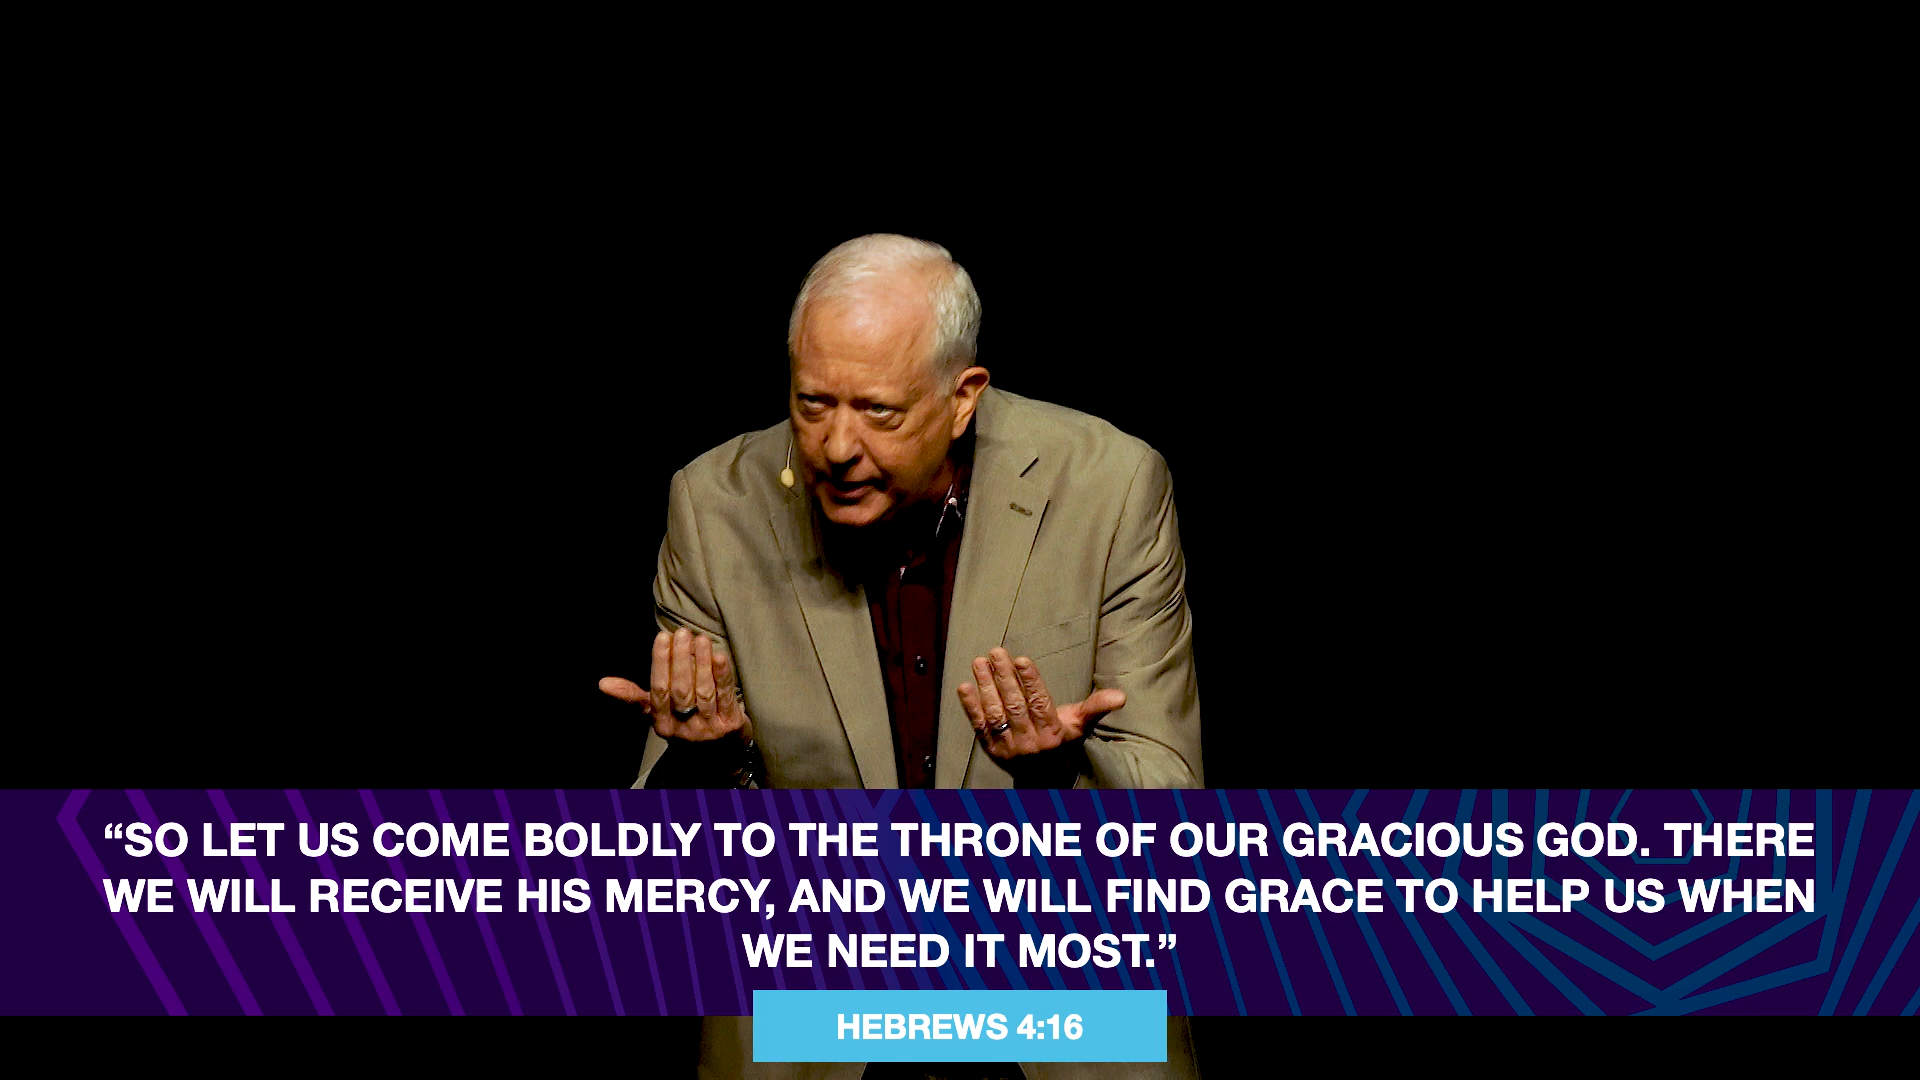 “SO LET US COME BOLDLY TO THE THRONE OF OUR GRACIOUS GOD. THERE
WE WILL RECEIVE HIS MERCY, AND WE WILL FIND GRACE TO HELP US WHEN
WE NEED IT MOST.”
HEBREWS 4:16